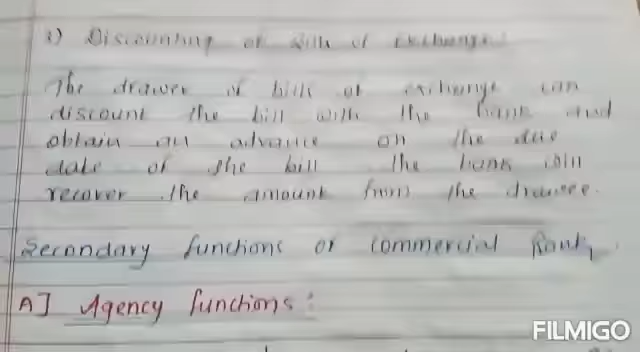 3) Discounting of Bills of exchange:
The drawer of bills of exchange can
discount the bill with the bank and
obtain an advance on the due
date of the bill the bank will
recover the amount from the drawee.
Secondary functions of commercial Bank,
A] Agency functions:
FILMIGO